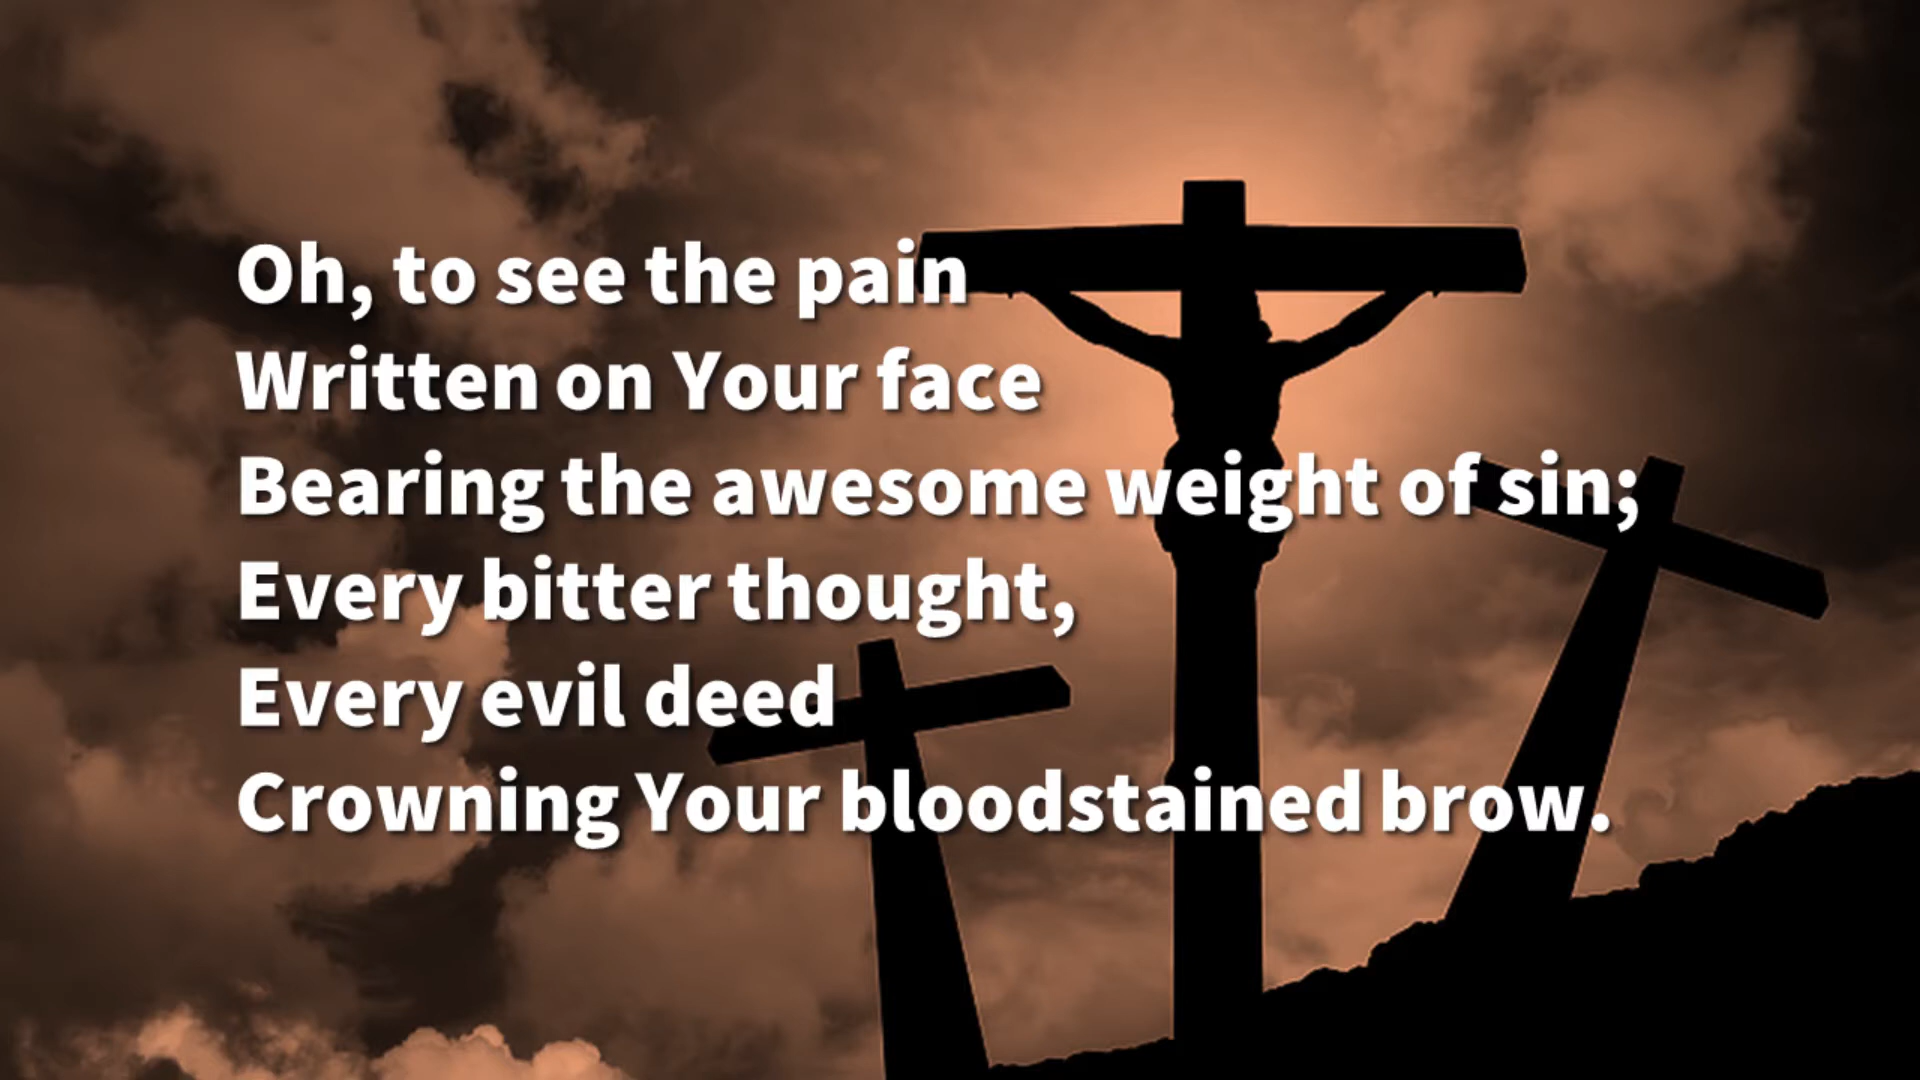 Oh, to see the pain
Written on Your face
Bearing the awesome weight of sin;
Every bitter thought,
Every evil deed
Crowning Your bloodstained brow.